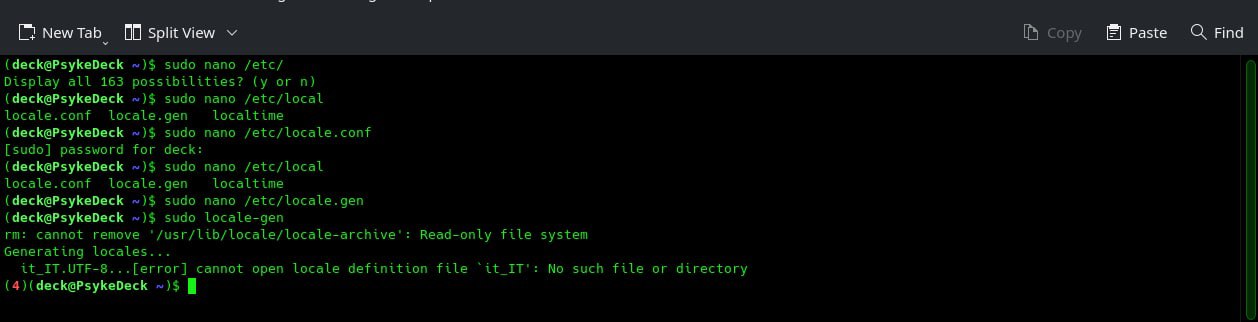 New Tab Split View Copy Paste Find
(deck@PsykeDeck ~)$ sudo nano /etc/
Display all 163 possibilities? (y or n)
(deck@PsykeDeck ~)$ sudo nano /etc/local
locale.conf locale.gen localtime
(deck@PsykeDeck ~)$ sudo nano /etc/locale.conf
[sudo] password for deck:
(deck@PsykeDeck ~)$ sudo nano /etc/local
locale.conf locale.gen localtime
(deck@PsykeDeck ~)$ sudo nano /etc/locale.gen
(deck@PsykeDeck ~)$ sudo locale-gen
rm: cannot remove '/usr/lib/locale/locale-archive': Read-only file system
Generating locales...
it_IT.UTF-8...[error] cannot open locale definition file `it_IT': No such file or directory
(4)(deck@PsykeDeck ~)$